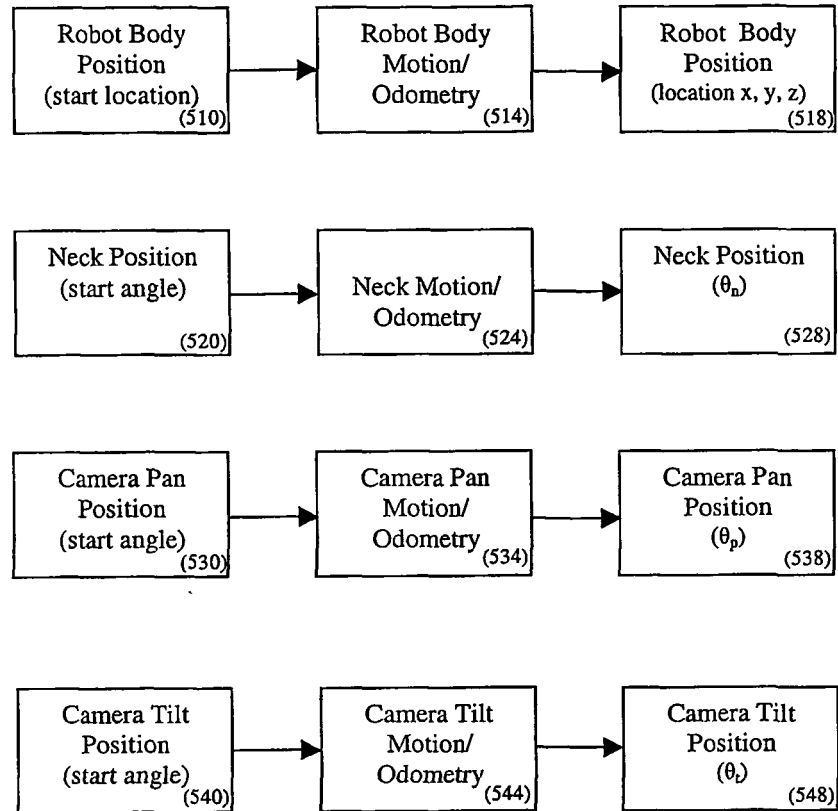 Robot Body
Position
(start location)
(510)
Robot Body
Motion/
Odometry
(514)
Robot Body
Position
(location x, y, z)
(518)
Neck Position
(start angle)
(520)
Neck Motion/
Odometry
(524)
Neck Position
(θn)
(528)
Camera Pan
Position
(start angle)
(530)
Camera Pan
Motion/
Odometry
(534)
Camera Pan
Position
(θp)
(538)
Camera Tilt
Position
(start angle)
(540)
Camera Tilt
Motion/
Odometry
(544)
Camera Tilt
Position
(θt)
(548)